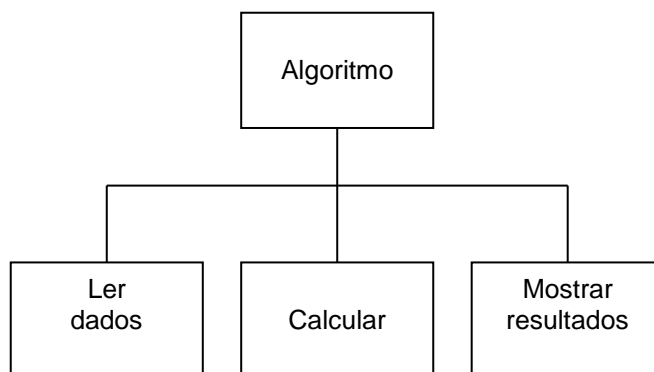 Algoritmo
Ler
dados
Calcular
Mostrar
resultados